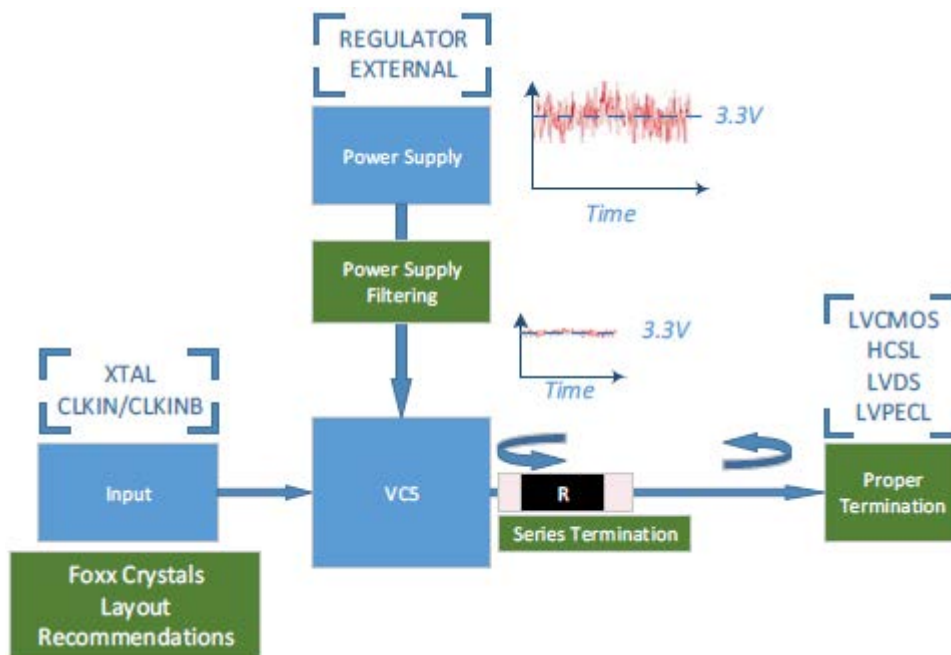 REGULATOR
EXTERNAL
Power Supply
3.3V
Time
Power Supply
Filtering
3.3V
Time
XTAL
CLKIN/CLKINB
LVCMOS
HCSL
LVDS
LVPECL
Input
VC5
R
Series Termination
Proper
Termination
Foxx Crystals
Layout
Recommendations